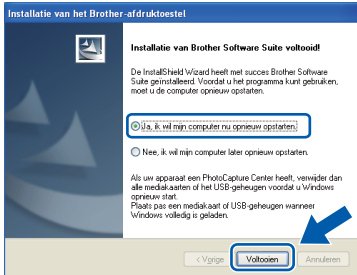 Installatie van het Brother-afdruktoestel
Installatie van Brother Software Suite voltooid!
De InstallShield Wizard heeft met succes Brother Software
Suite geïnstalleerd. Voordat u het programma kunt gebruiken,
moet u de computer opnieuw opstarten.
Ja, ik wil mijn computer nu opnieuw opstarten.
Nee, ik wil mijn computer later opnieuw opstarten.
Als uw apparaat een PhotoCapture Center heeft, verwijder dan
alle mediakaarten of het USB-geheugen voordat u Windows
opnieuw start.
Plaats pas een mediakaart of USB-geheugen wanneer
Windows volledig is geladen.
< Vorige
Voltooien
Annuleren